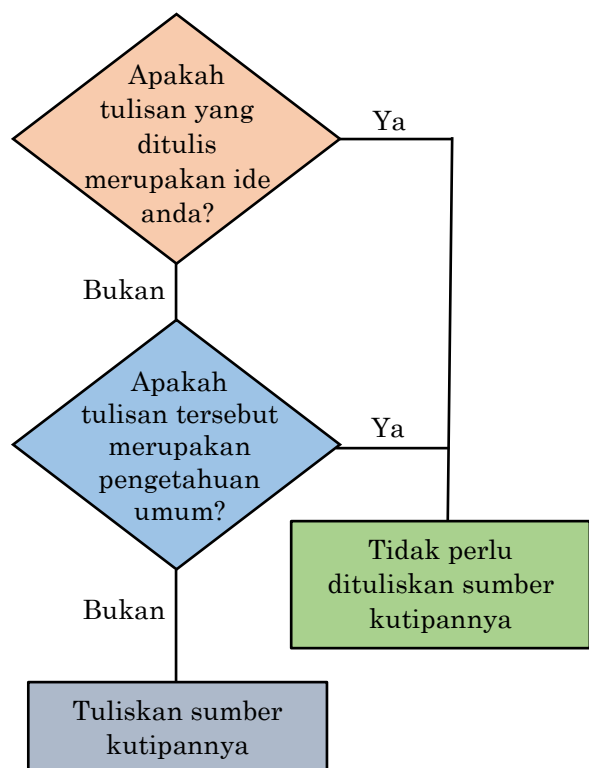 Apakah
tulisan yang
ditulis
merupakan ide
anda?
Ya
Bukan
Apakah
tulisan tersebut
merupakan
pengetahuan
umum?
Ya
Tidak perlu
dituliskan sumber
kutipannya
Bukan
Tuliskan sumber
kutipannya